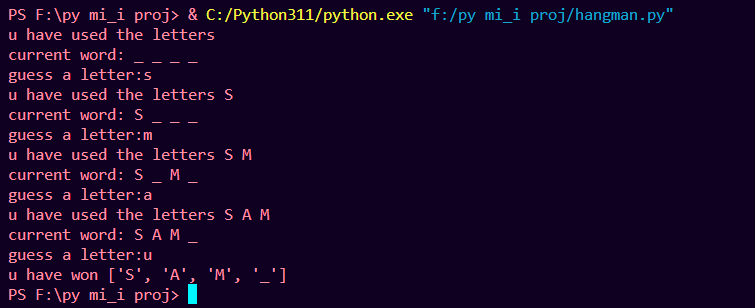 PS F:\py mi_i proj> & C:/Python311/python.exe "f:/py mi_i proj/hangman.py"
u have used the letters
current word: _ _ _ _
guess a letter:s
u have used the letters S
current word: S _ _ _
guess a letter:m
u have used the letters S M
current word: S _ M _
guess a letter:a
u have used the letters S A M
current word: S A M _
guess a letter:u
u have won ['S', 'A', 'M', '_']
PS F:\py mi_i proj>